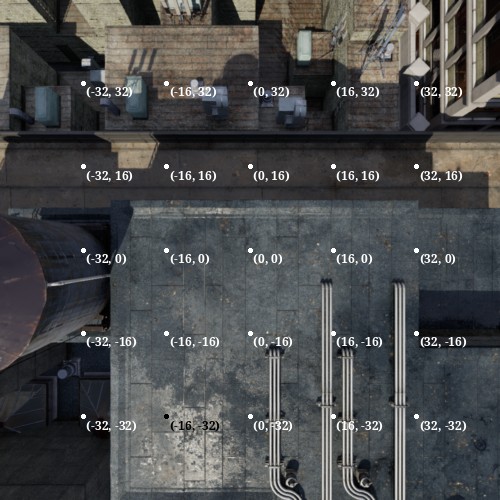 (-32, 32) (-16, 32) (0, 32) (16, 32) (32, 32)
(-32, 16) (-16, 16) (0, 16) (16, 16) (32, 16)
(-32, 0) (-16, 0) (0, 0) (16, 0) (32, 0)
(-32, -16) (-16, -16) (0, -16) (16, -16) (32, -16)
(-32, -32) (-16, -32) (0, -32) (16, -32) (32, -32)